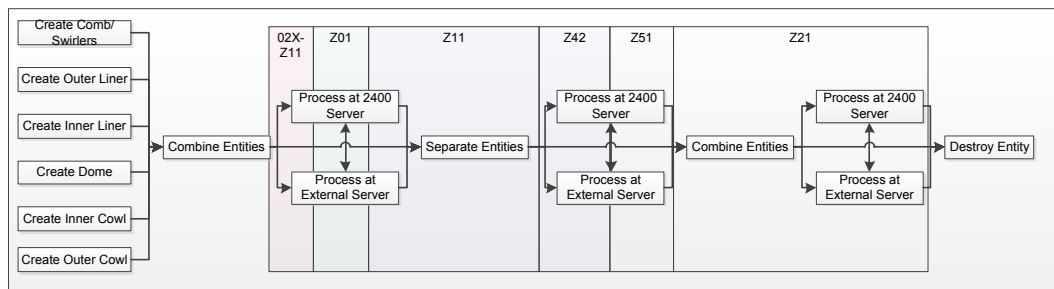 Create Comb/
Swirlers
Create Outer Liner
Create Inner Liner
Create Dome
Create Inner Cowl
Create Outer Cowl
Combine Entities
02X-
Z11
Z01
Z11
Z42
Z51
Z21
Process at 2400
Server
Process at
External Server
Separate Entities
Process at 2400
Server
Process at
External Server
Combine Entities
Process at 2400
Server
Process at
External Server
Destroy Entity